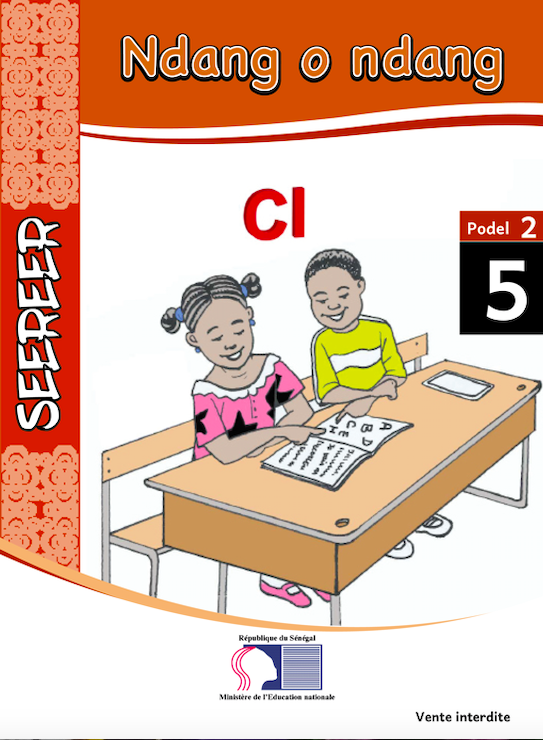 Ndang o ndang
SEEREER
CI
Podel 2
5
A B D
C
E H
République du Sénégal
Ministère de l'Education nationale
Vente interdite